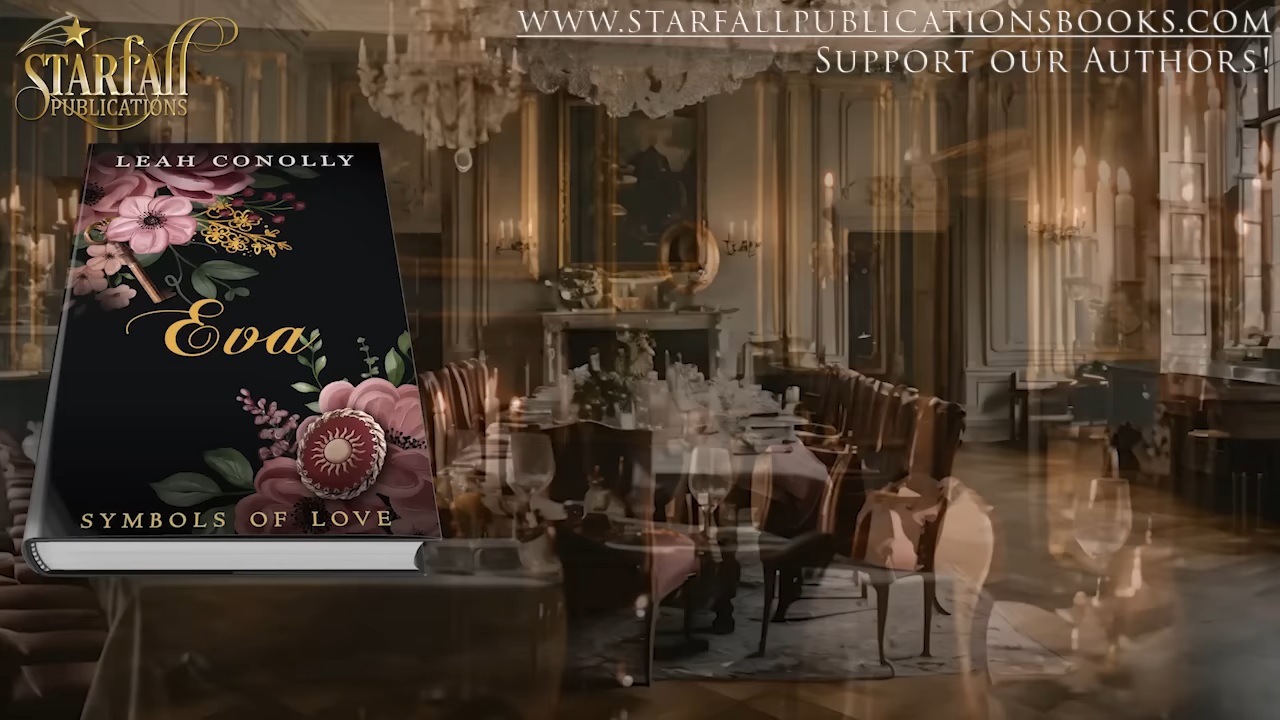 STARfall
PUBLICATIONS
WWW.STARFALLPUBLICATIONSBOOKS.COM
SUPPORT OUR AUTHORS!
LEAH CONOLLY
Eva
SYMBOLS OF LOVE